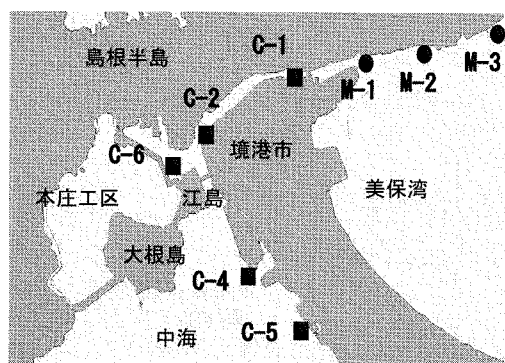 島根半島
C-1
M-1
M-2
M-3
C-2
C-6
境港市
本庄工区
江島
美保湾
大根島
C-4
中海
C-5